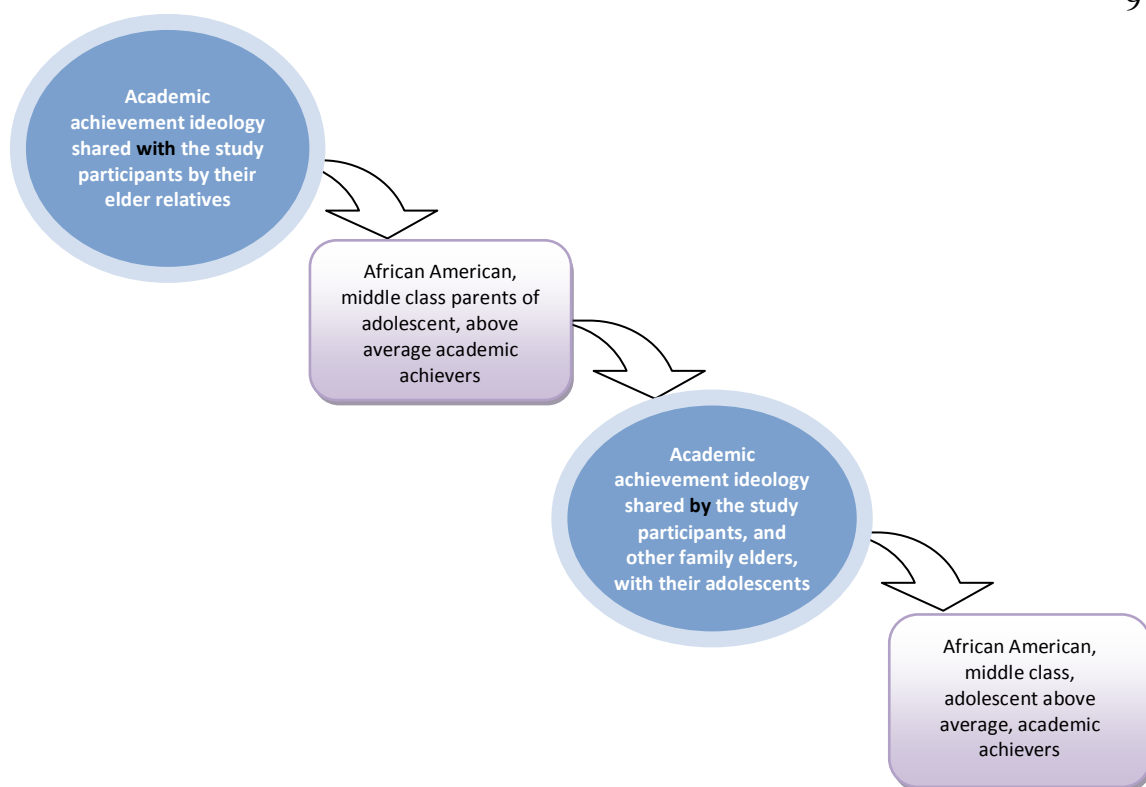 9
Academic
achievement ideology
shared with the study
participants by their
elder relatives
African American,
middle class parents of
adolescent, above
average academic
achievers
Academic
achievement ideology
shared by the study
participants, and
other family elders,
with their adolescents
African American,
middle class,
adolescent above
average, academic
achievers